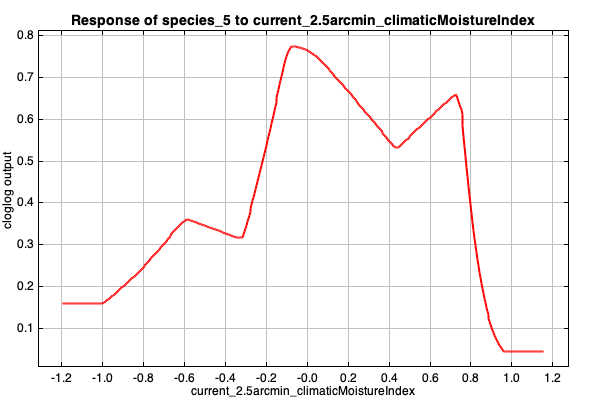 Response of species_5 to current_2.5arcmin_climaticMoistureIndex
0.8
0.7
0.6
0.5
0.4
0.3
0.2
0.1
cloglog output
-1.2 -1.0 -0.8 -0.6 -0.4 -0.2 -0.0 0.2 0.4 0.6 0.8 1.0 1.2
current_2.5arcmin_climaticMoistureIndex